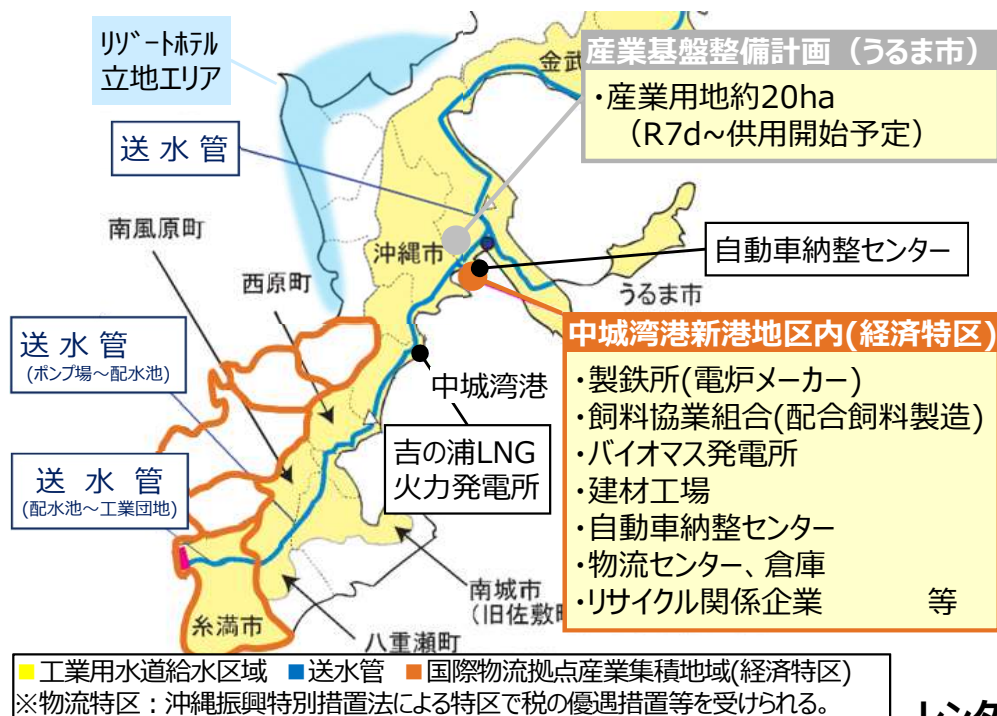 リゾートホテル
立地エリア
産業基盤整備計画（うるま市）
金武
・産業用地約20ha
（R7d~供用開始予定）
送水管
南風原町
沖縄市
自動車納整センター
西原町
うるま市
中城湾港新港地区内(経済特区)
送水管
(ポンプ場～配水池)
・製鉄所(電炉メーカー)
中城湾港
・飼料協業組合(配合飼料製造)
吉の浦LNG
火力発電所
・バイオマス発電所
送水管
(配水池～工業団地)
・建材工場
・自動車納整センター
・物流センター、倉庫
・リサイクル関係企業　等
南城市
(旧佐敷町
糸満市
八重瀬町
■工業用水道給水区域 ■送水管 ■国際物流拠点産業集積地域(経済特区)
※物流特区：沖縄振興特別措置法による特区で税の優遇措置等を受けられる。